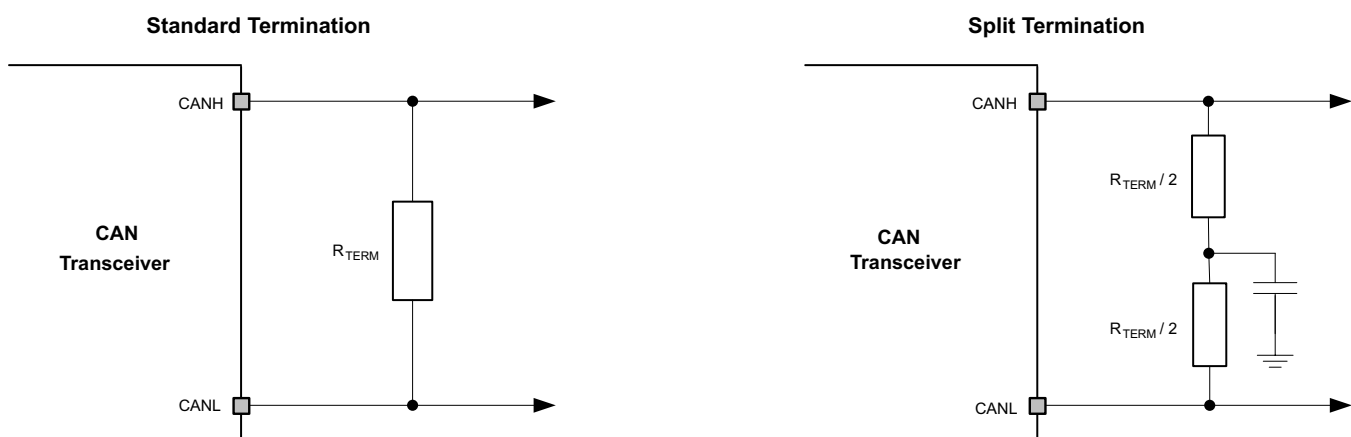 Standard Termination
CANH
CAN
Transceiver
RTERM
CANL
Split Termination
CANH
RTERM / 2
CAN
Transceiver
RTERM / 2
CANL